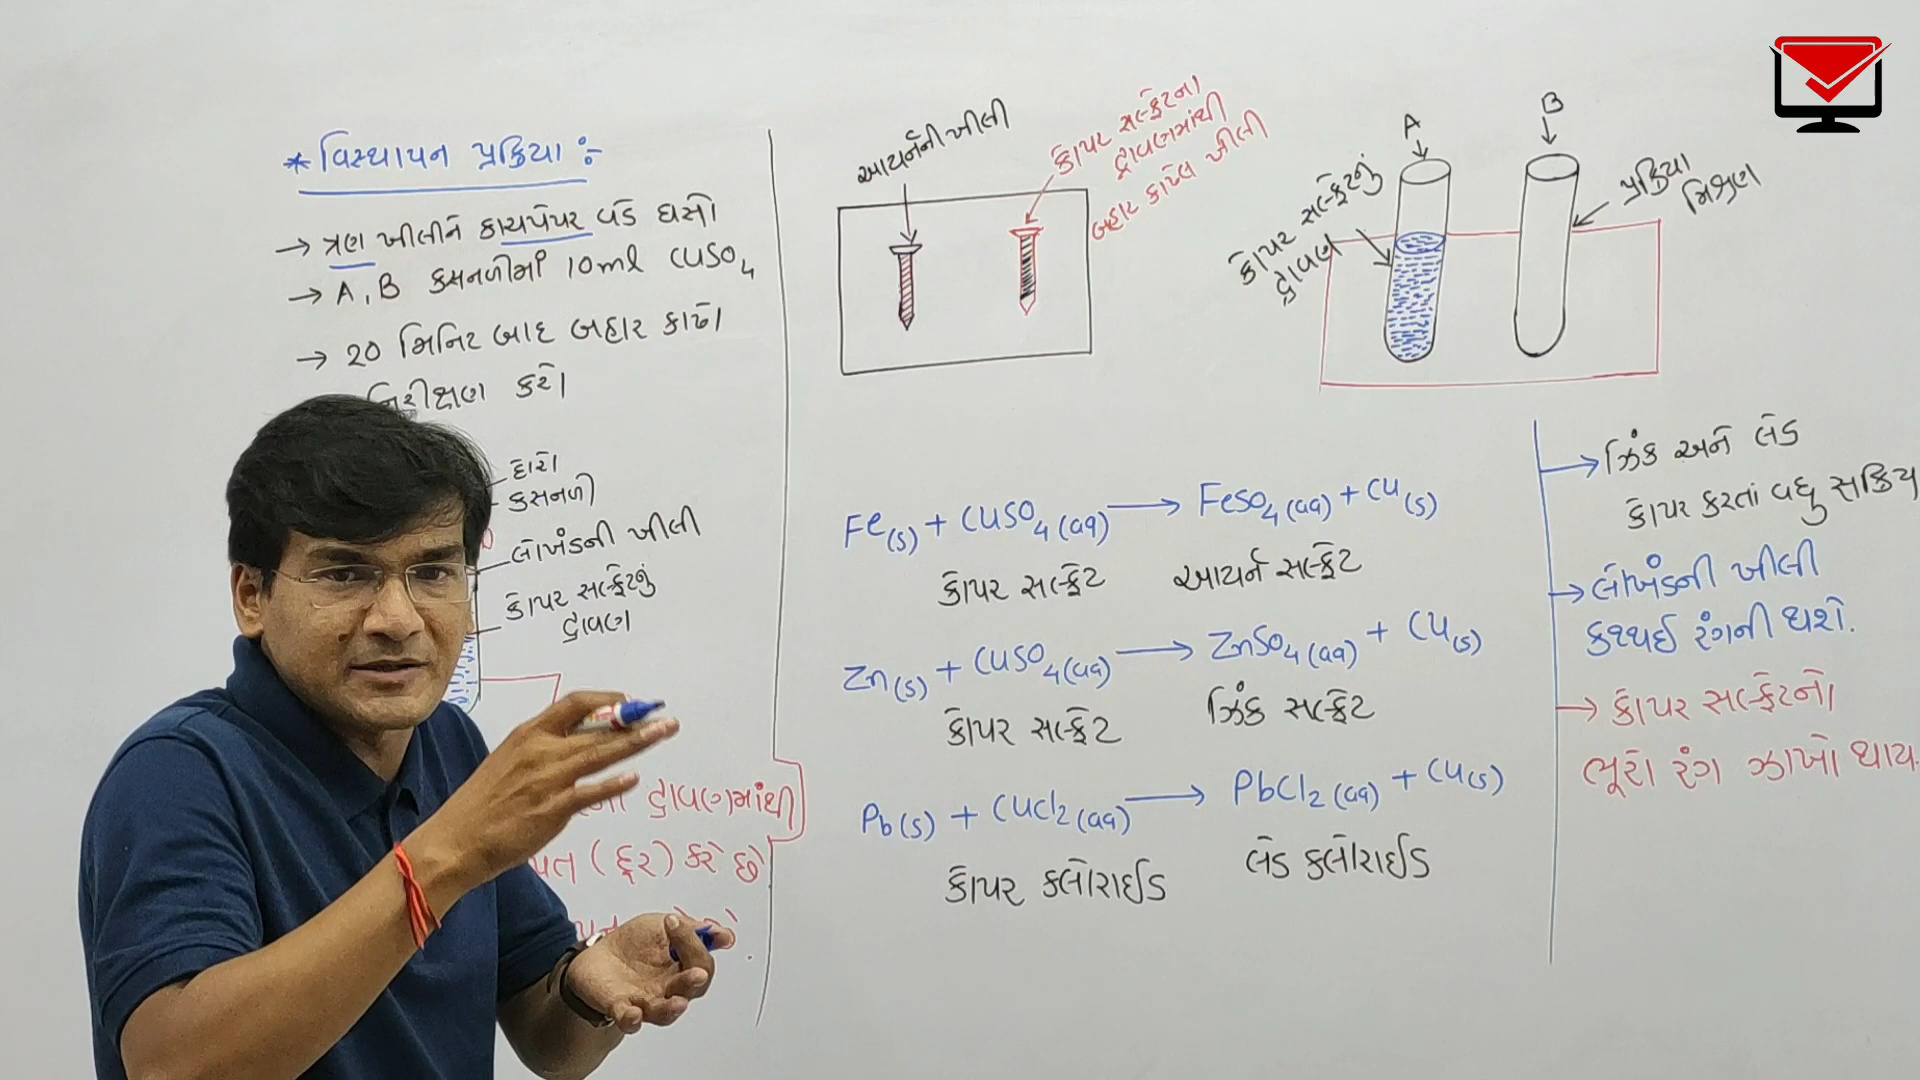 * વિસ્થાપન પ્રક્રિયા :-
→ ત્રણ ખીલીને કાચપેપર વડે ઘસો
→ A, B કસનળીમાં 10ml CuSO4
→ 20 મિનિટ બાદ બહાર કાઢો
નિરીક્ષણ કરો
દોરો
કસનળી
લોખંડની ખીલી
કોપર સલ્ફેટનું
દ્રાવણ
દ્રાવણમાંથી
(દૂર) કરે છે
આયર્નની ખીલી
કોપર સલ્ફેટના
દ્રાવણમાંથી
બહાર કાઢેલ ખીલી
A
B
કોપર સલ્ફેટનું
દ્રાવણ
પ્રક્રિયા
મિશ્રણ
Fe(s) + CuSO4(aq) → FeSO4(aq) + Cu(s)
કોપર સલ્ફેટ આયર્ન સલ્ફેટ
Zn(s) + CuSO4(aq) → ZnSO4(aq) + Cu(s)
કોપર સલ્ફેટ ઝિંક સલ્ફેટ
Pb(s) + CuCl2(aq) → PbCl2(aq) + Cu(s)
કોપર ક્લોરાઈડ લેડ ક્લોરાઈડ
→ ઝિંક અને લેડ
કોપર કરતાં વધુ સક્રિય
→ લોખંડની ખીલી
કથ્થઈ રંગની થશે.
→ કોપર સલ્ફેટનો
ભૂરો રંગ ઝાંખો થાય.